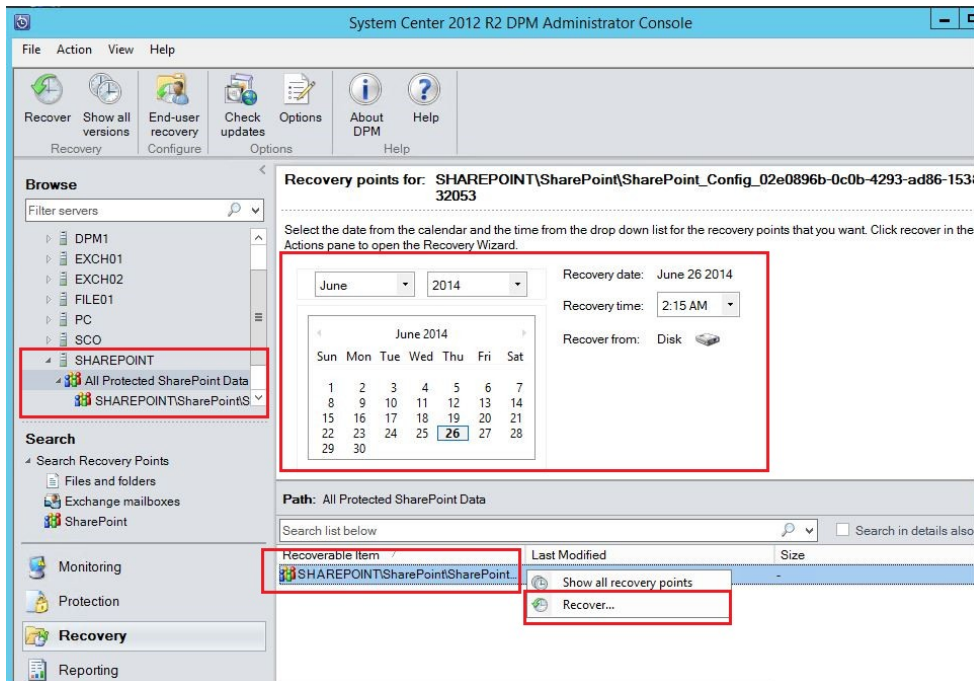 System Center 2012 R2 DPM Administrator Console
File Action View Help
Recover Show all versions End-user recovery Check updates Options About DPM Help
Recovery Configure Options Help
Browse
Filter servers
DPM1
EXCH01
EXCH02
FILE01
PC
SCO
SHAREPOINT
All Protected SharePoint Data
SHAREPOINT\SharePoint\S
Search
Search Recovery Points
Files and folders
Exchange mailboxes
SharePoint
Monitoring
Protection
Recovery
Reporting
Recovery points for: SHAREPOINT\SharePoint\SharePoint_Config_02e0896b-0c0b-4293-ad86-1538
32053
Select the date from the calendar and the time from the drop down list for the recovery points that you want. Click recover in the
Actions pane to open the Recovery Wizard.
June 2014
June 2014
Sun Mon Tue Wed Thu Fri Sat
1 2 3 4 5 6 7
8 9 10 11 12 13 14
15 16 17 18 19 20 21
22 23 24 25 26 27 28
29 30
Recovery date: June 26 2014
Recovery time: 2:15 AM
Recover from: Disk
Path: All Protected SharePoint Data
Search list below
Search in details also
Recoverable Item Last Modified Size
SHAREPOINT\SharePoint\SharePoint... -
Show all recovery points
Recover...